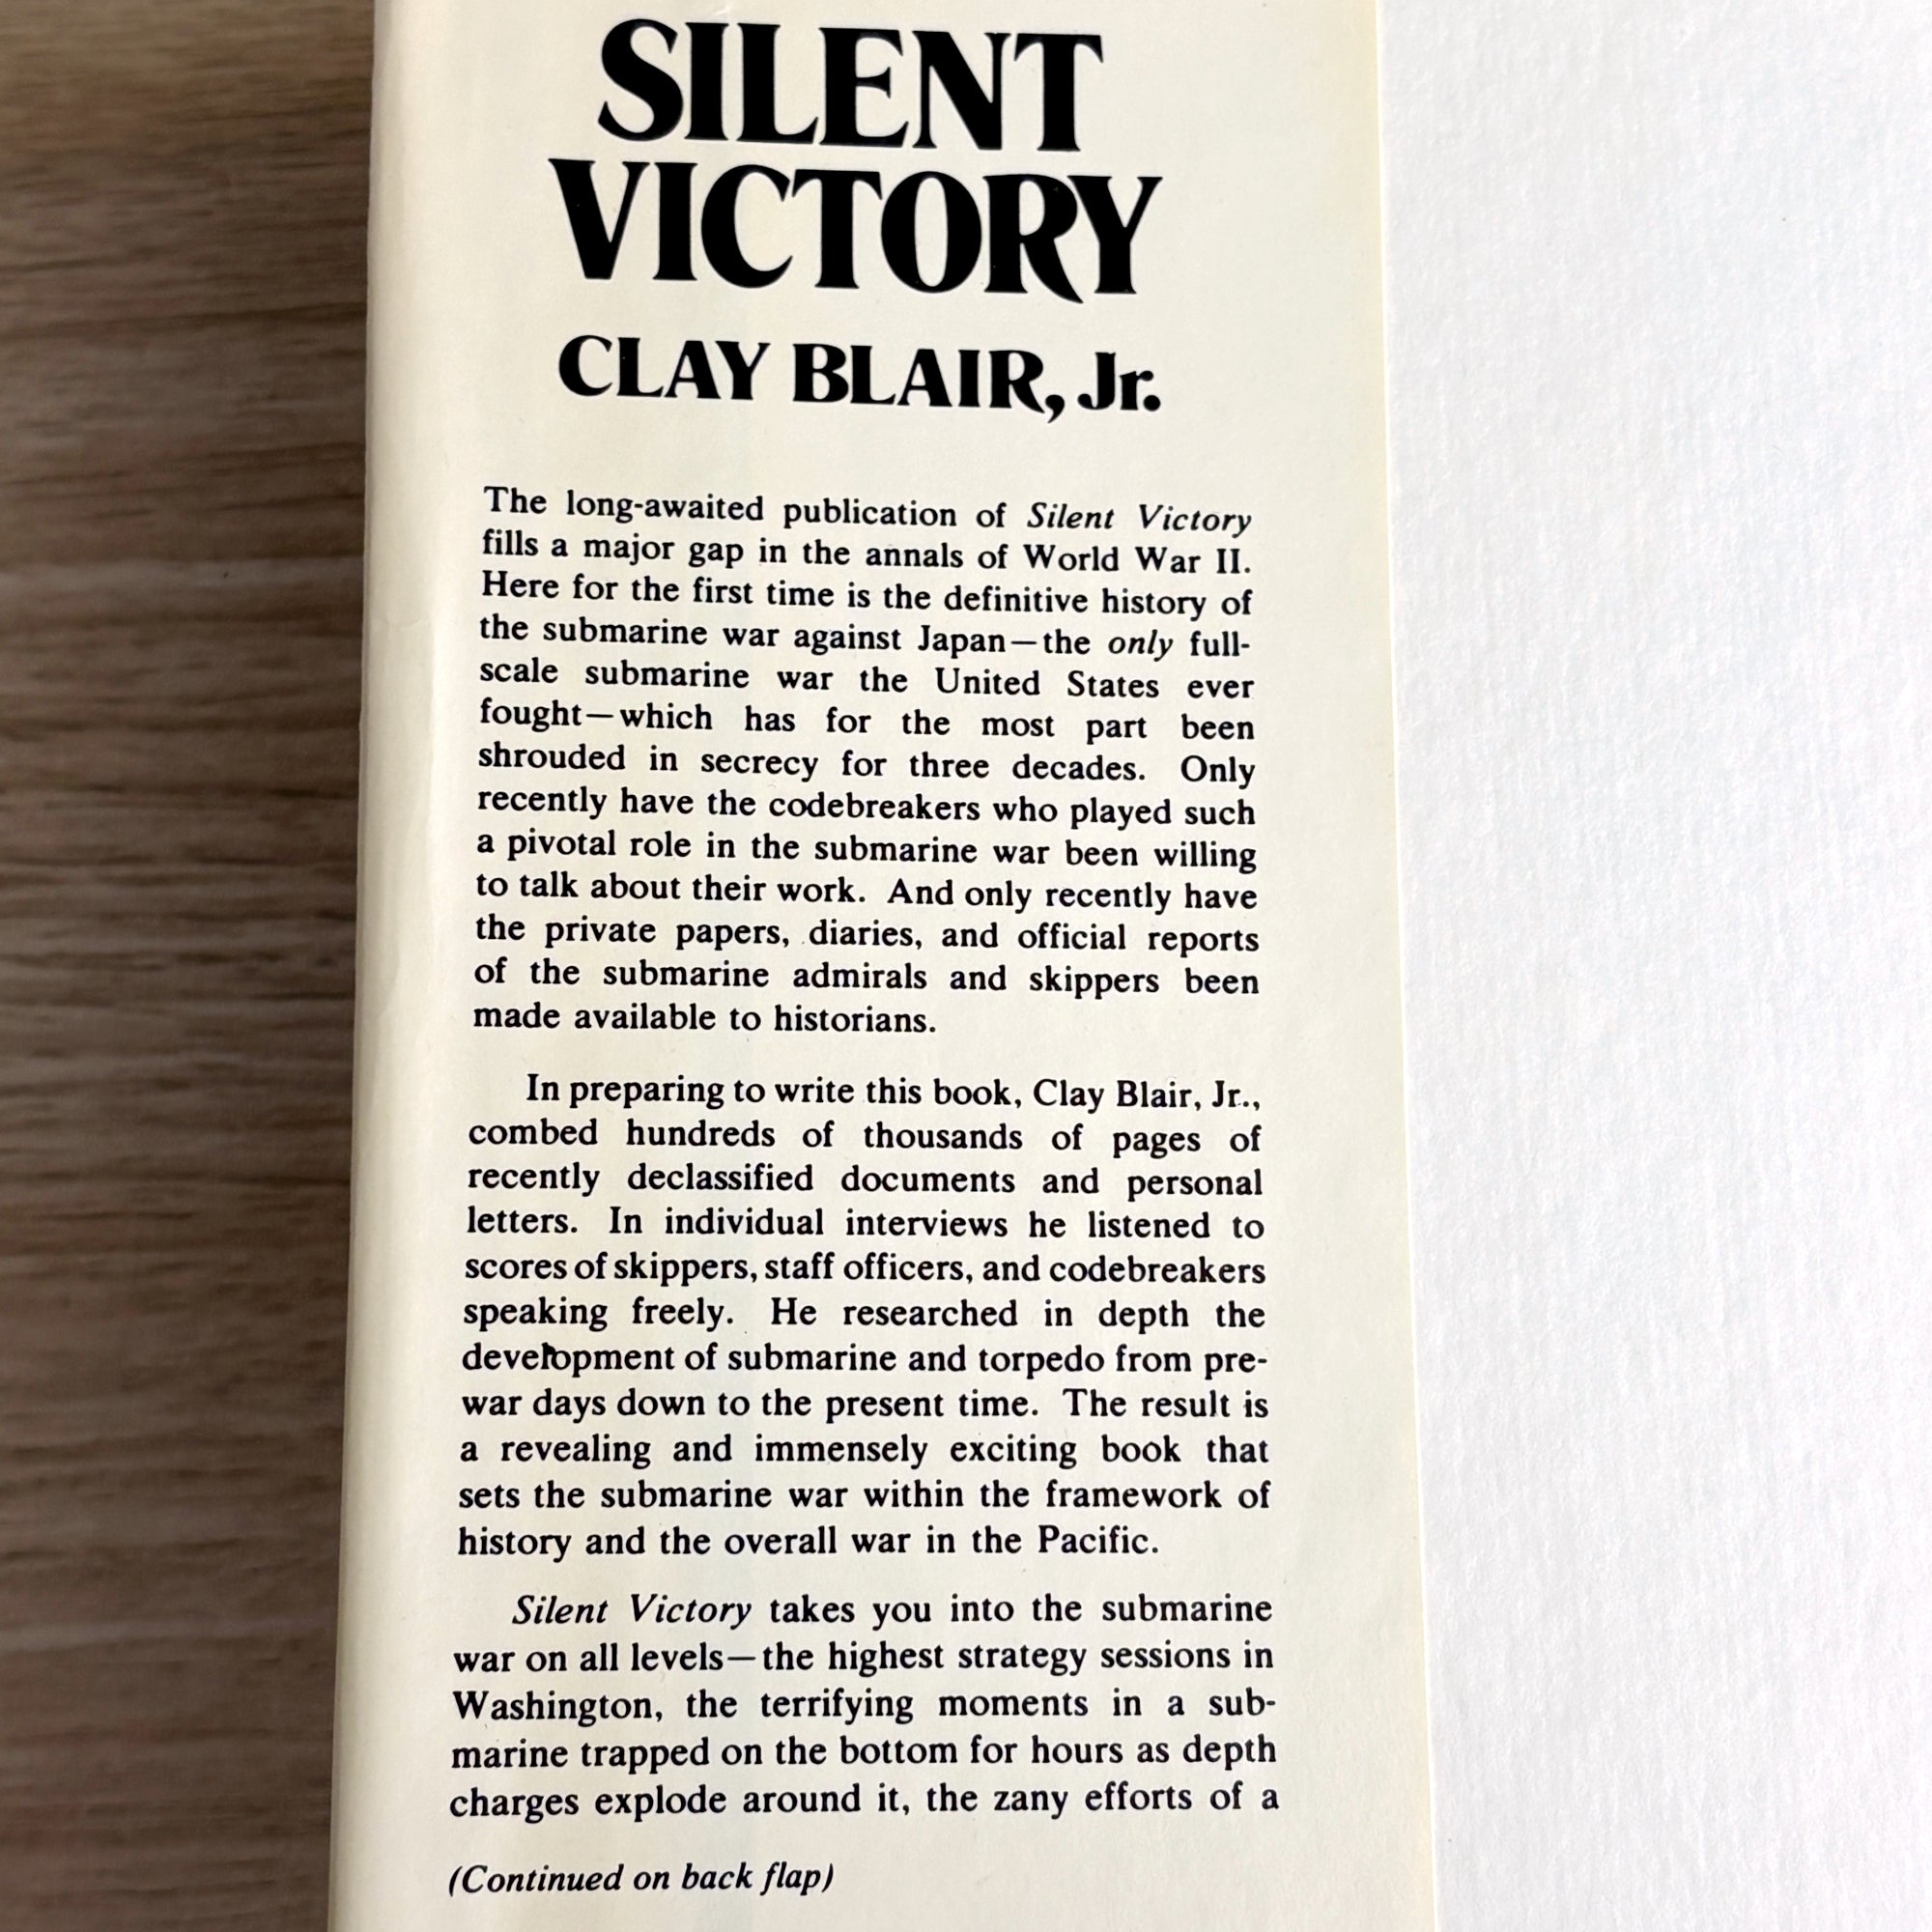 SILENT
VICTORY
CLAY BLAIR, Jr.
The long-awaited publication of Silent Victory
fills a major gap in the annals of World War II.
Here for the first time is the definitive history of
the submarine war against Japan—the only full-
scale submarine war the United States ever
fought—which has for the most part been
shrouded in secrecy for three decades. Only
recently have the codebreakers who played such
a pivotal role in the submarine war been willing
to talk about their work. And only recently have
the private papers, diaries, and official reports
of the submarine admirals and skippers been
made available to historians.
In preparing to write this book, Clay Blair, Jr.,
combed hundreds of thousands of pages of
recently declassified documents and personal
letters. In individual interviews he listened to
scores of skippers, staff officers, and codebreakers
speaking freely. He researched in depth the
development of submarine and torpedo from pre-
war days down to the present time. The result is
a revealing and immensely exciting book that
sets the submarine war within the framework of
history and the overall war in the Pacific.
Silent Victory takes you into the submarine
war on all levels—the highest strategy sessions in
Washington, the terrifying moments in a sub-
marine trapped on the bottom for hours as depth
charges explode around it, the zany efforts of a
(Continued on back flap)